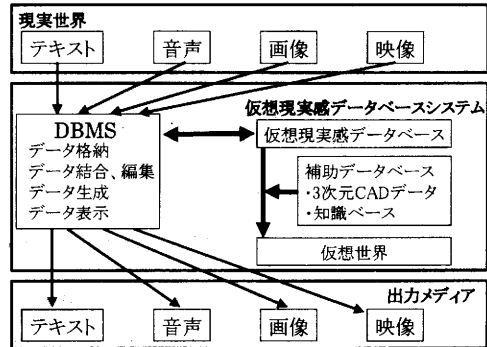 現実世界
テキスト
音声
画像
映像
仮想現実感データベースシステム
DBMS
データ格納
データ結合、編集
データ生成
データ表示
仮想現実感データベース
補助データベース
・3次元CADデータ
・知識ベース
仮想世界
出力メディア
テキスト
音声
画像
映像